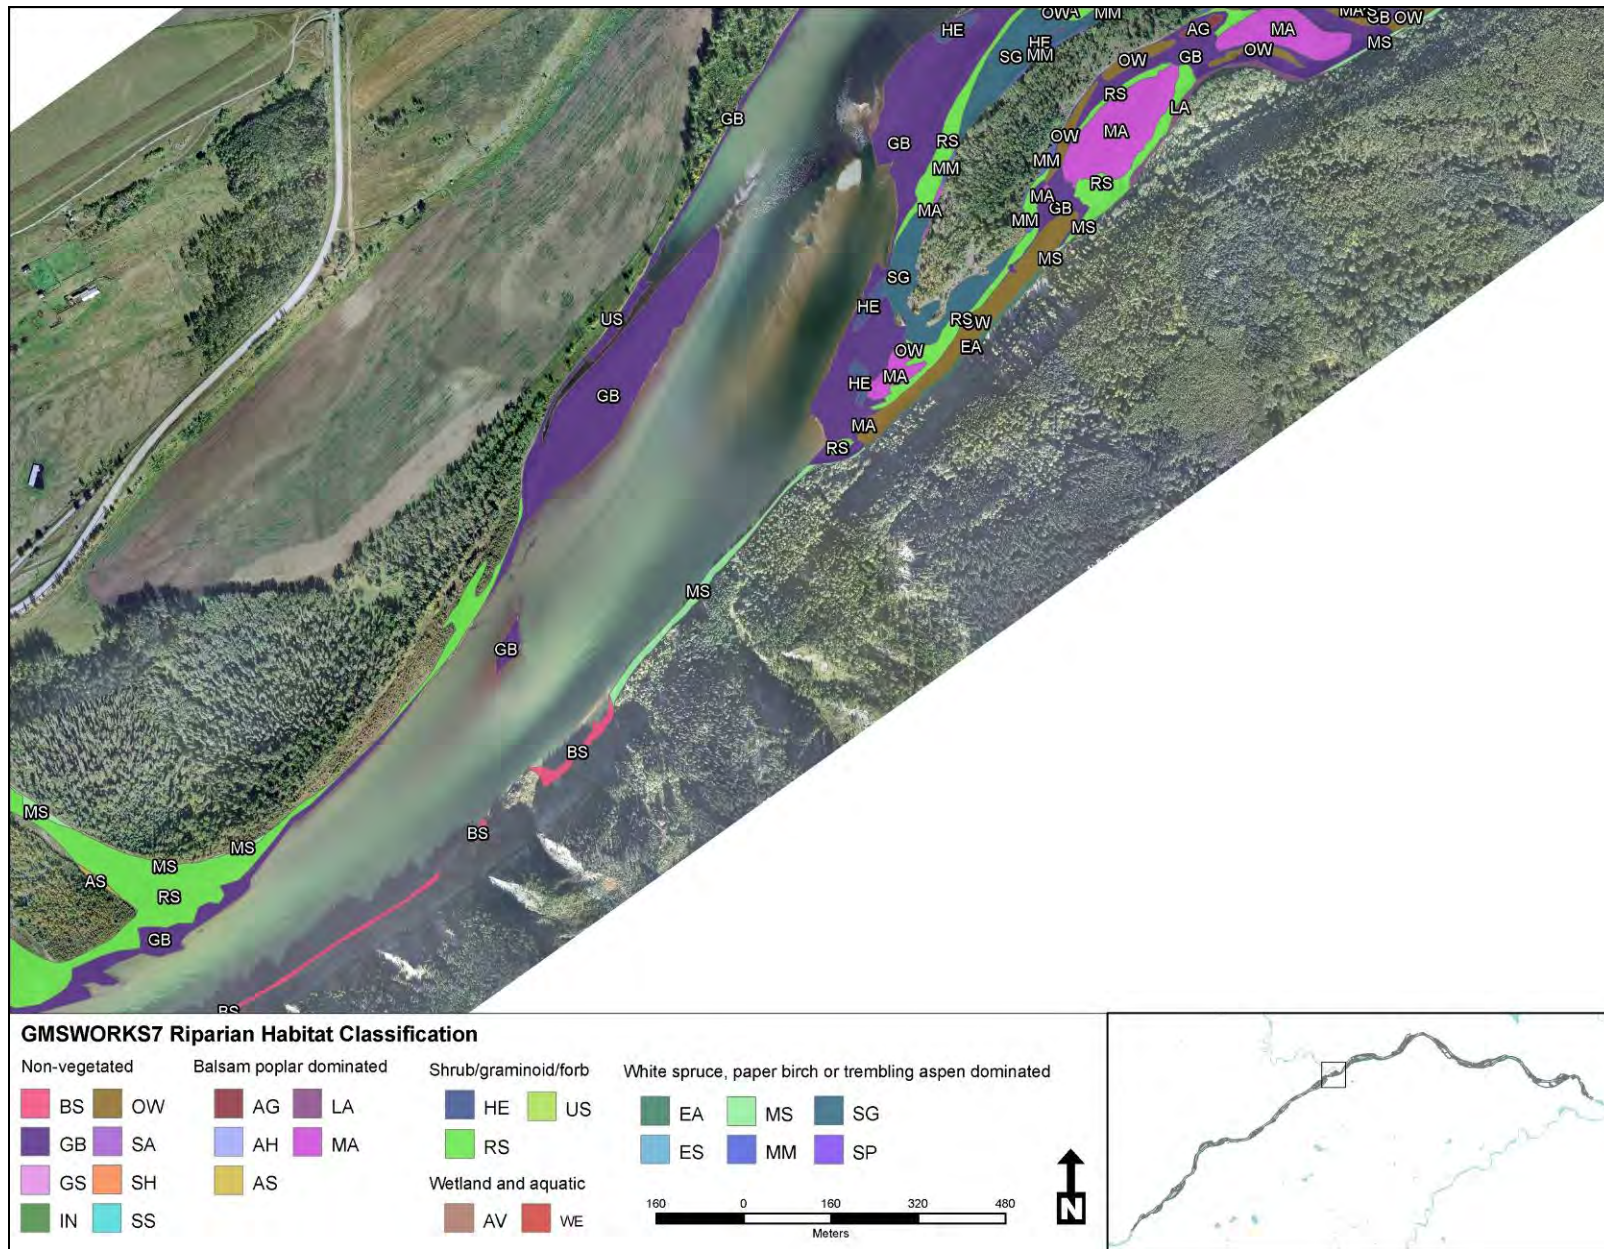 OWA MM MA S GB OW
HE AG MA MS
HE
SG MM OW GB OW
RS LA
GB MA
GB RS OW
MM MM
RS
MA MA GB
MM MS
MS
SG
HE
US RS W
OW EA
HE MA
GB
MA
RS
MS
GB
BS
MS BS
MS MS
AS RS
GB
BS
GMSWORKS7 Riparian Habitat Classification
Non-vegetated
BS OW
GB SA
GS SH
IN SS
Balsam poplar dominated
AG LA
AH MA
AS
Shrub/graminoid/forb
HE US
RS
Wetland and aquatic
AV WE
White spruce, paper birch or trembling aspen dominated
EA MS SG
ES MM SP
160 0 160 320 480
Meters
N